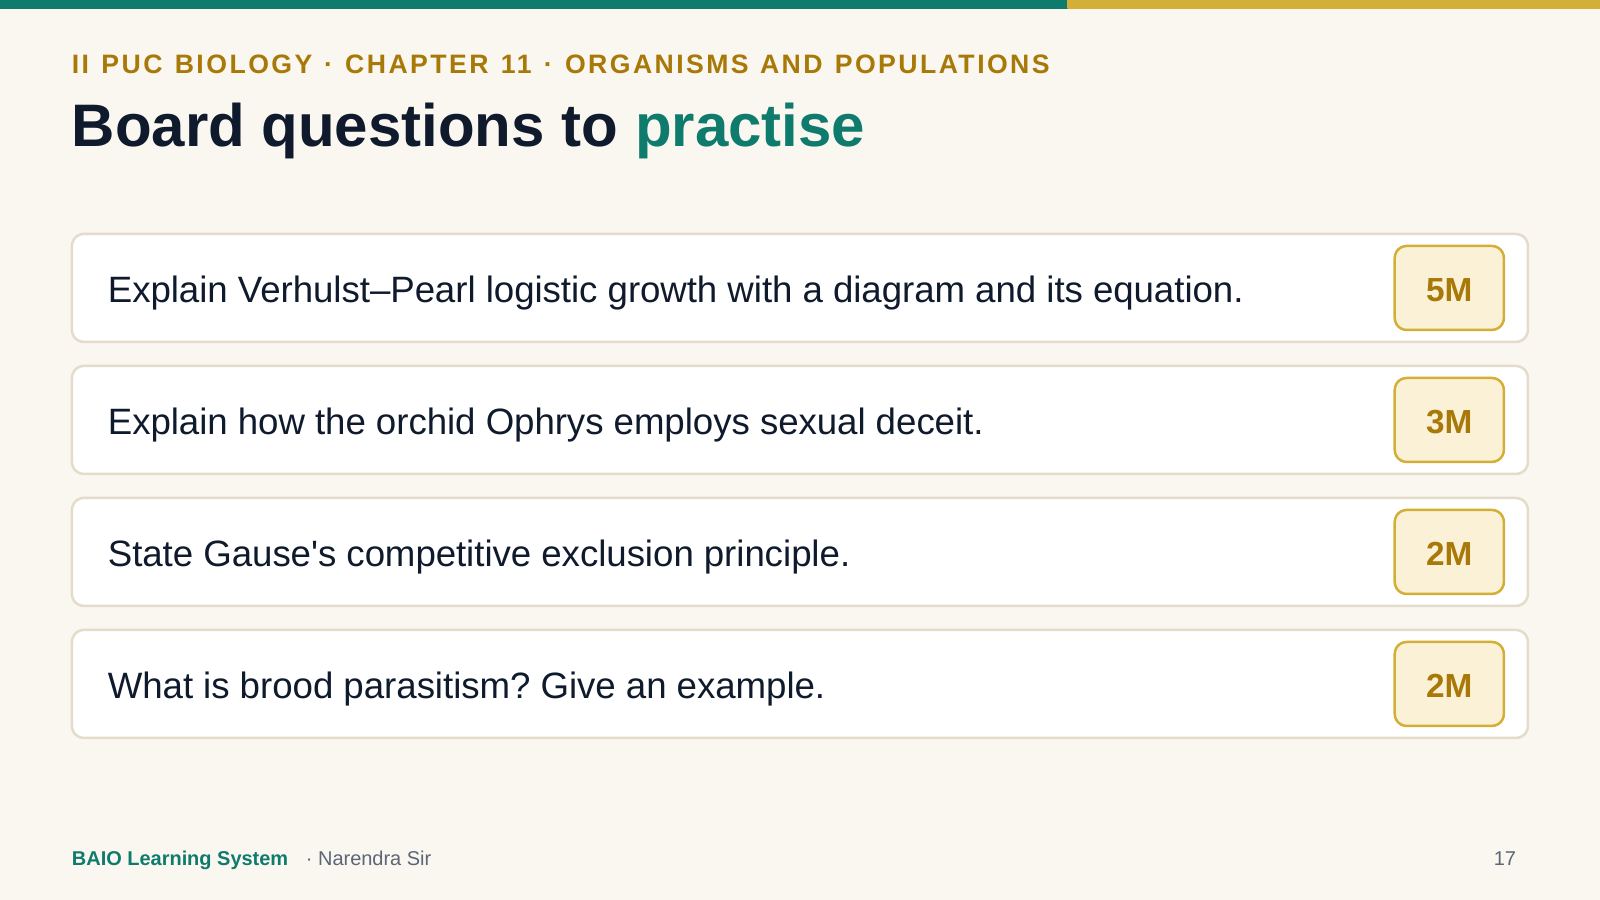 II PUC BIOLOGY · CHAPTER 11 · ORGANISMS AND POPULATIONS
Board questions to practise
Explain Verhulst–Pearl logistic growth with a diagram and its equation.
5M
Explain how the orchid Ophrys employs sexual deceit.
3M
State Gause's competitive exclusion principle.
2M
What is brood parasitism? Give an example.
2M
BAIO Learning System · Narendra Sir
17